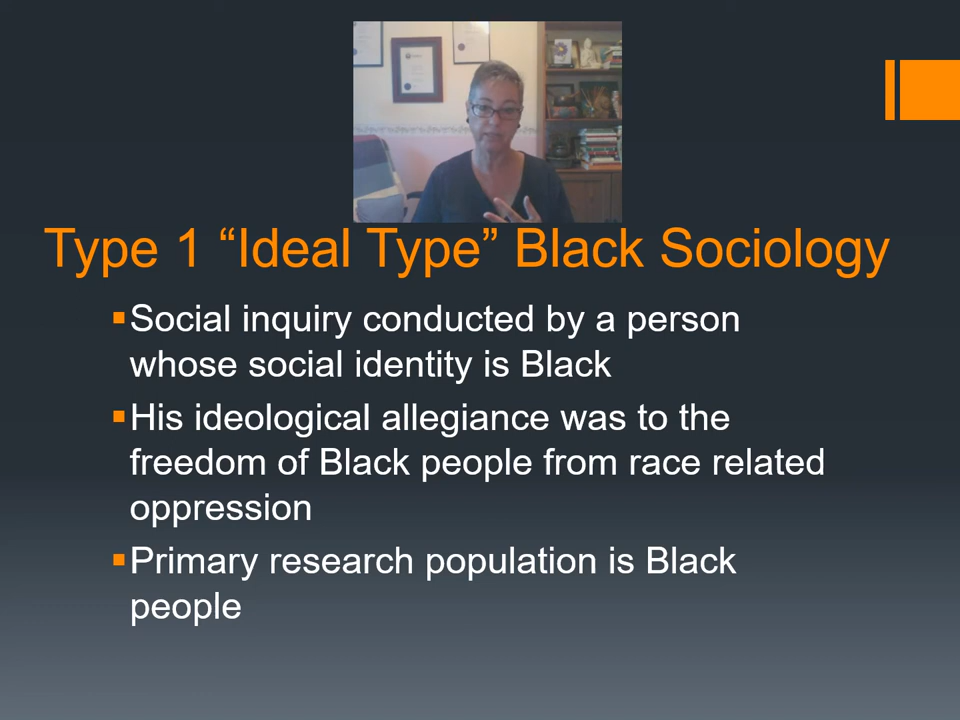 Type 1 “Ideal Type” Black Sociology
▪Social inquiry conducted by a person
whose social identity is Black
▪His ideological allegiance was to the
freedom of Black people from race related
oppression
▪Primary research population is Black
people